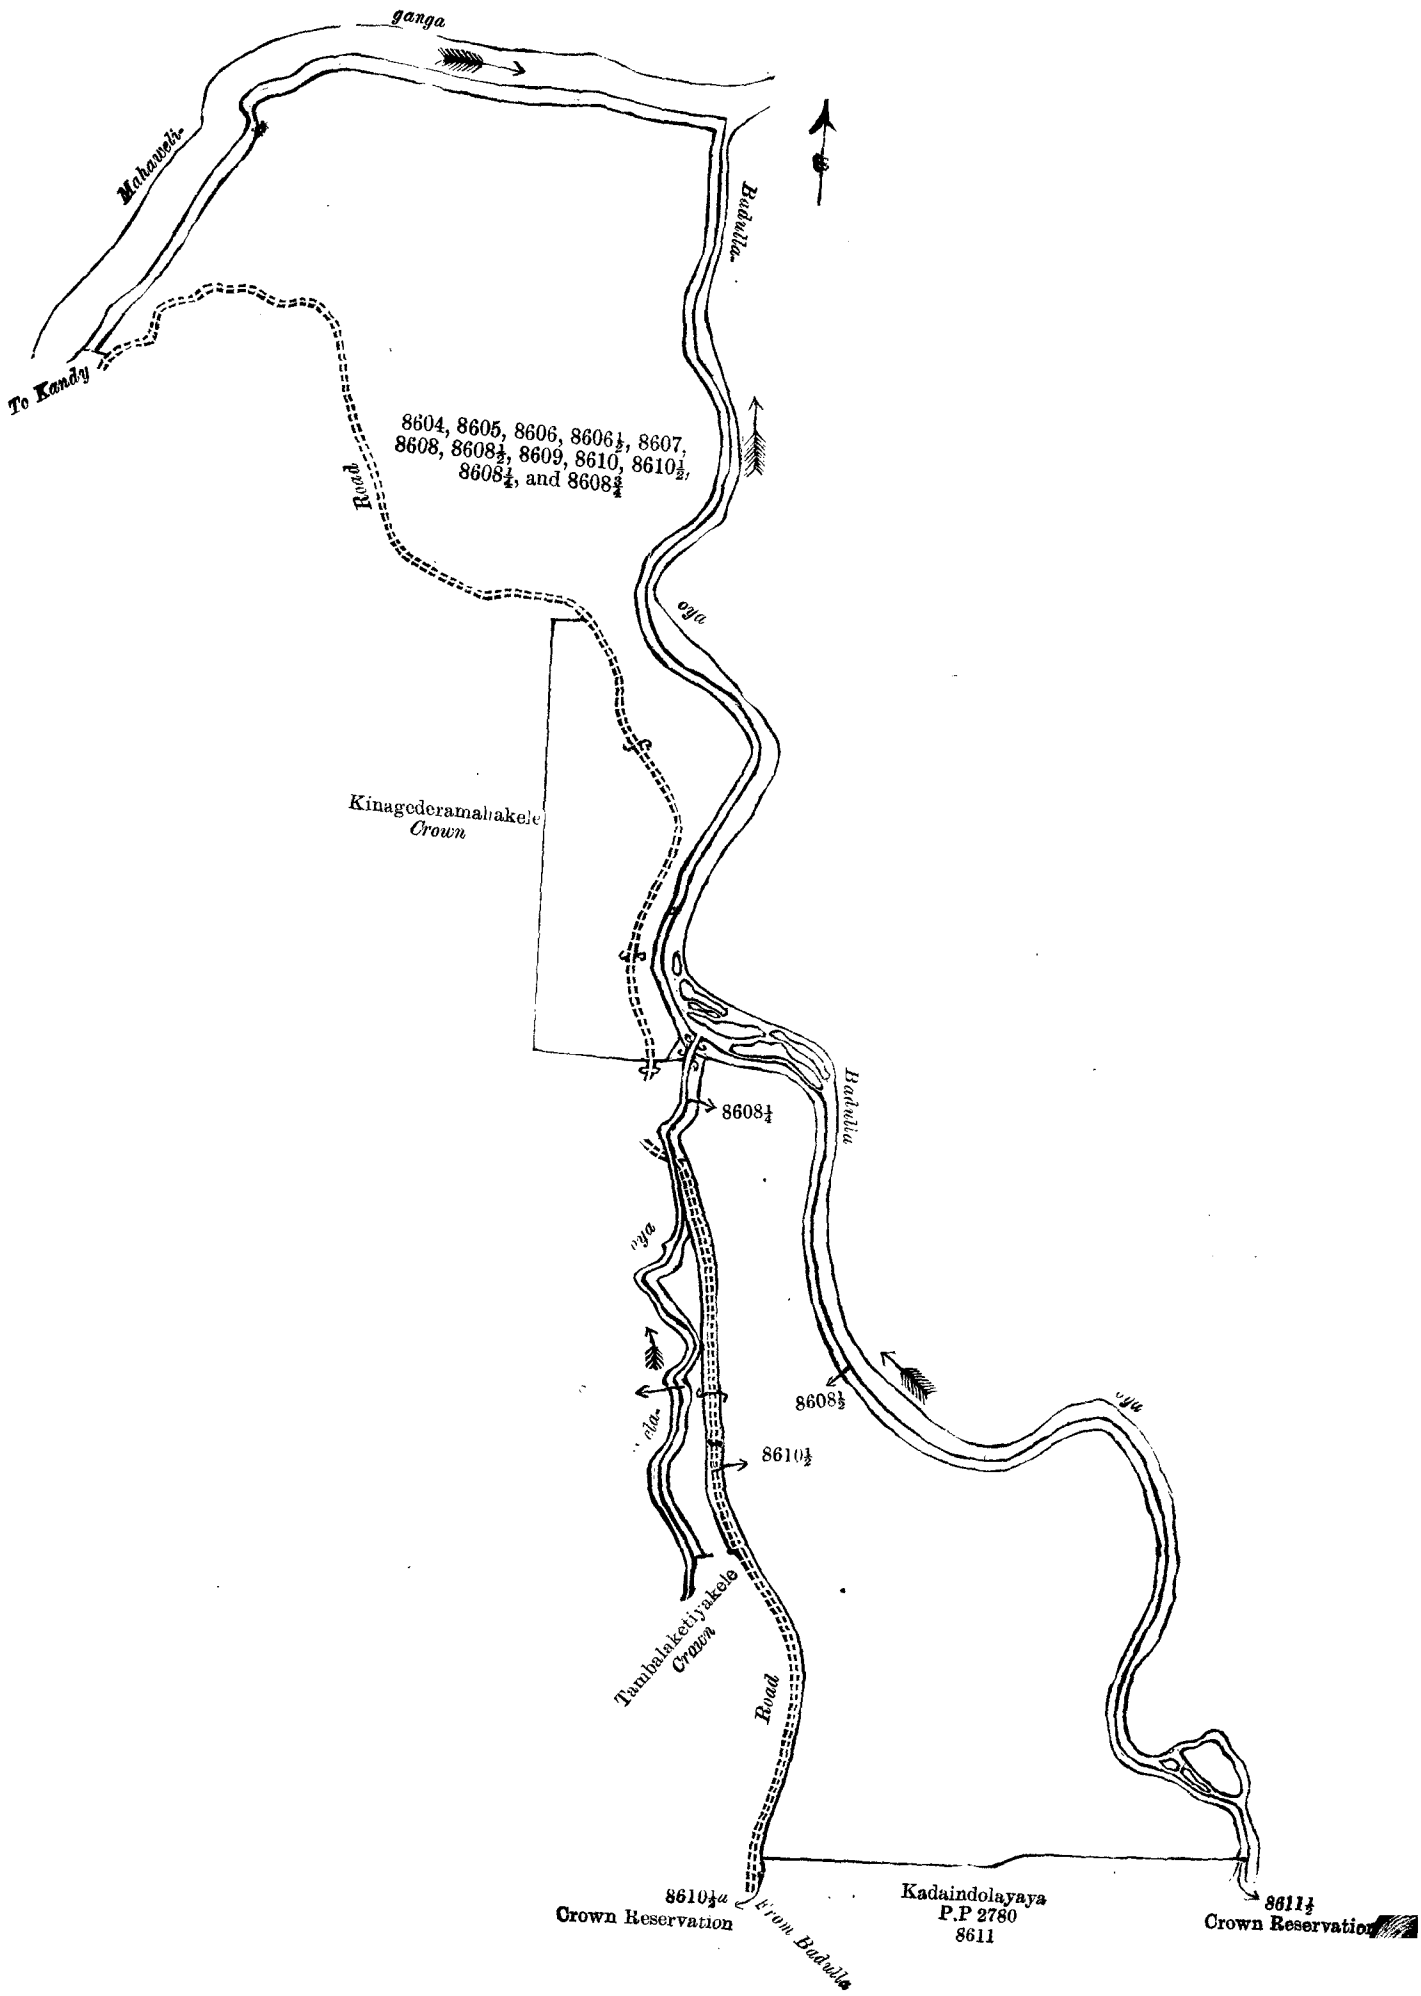 ganga
Mahaweli-
Badulla-
To Kandy
8604, 8605, 8606, 8606½, 8607,
8608, 8608½, 8609, 8610, 8610½,
8608¼, and 8608¾
Road
oya
Kinagederamahakele
Crown
8608¼
Badulla
oya
8608½
oya
ela-
8610½
Tambalaketiyakele
Crown
Road
8610½a
Crown Reservation
From Badulla
Kadaindolayaya
P.P 2780
8611
8611½
Crown Reservation